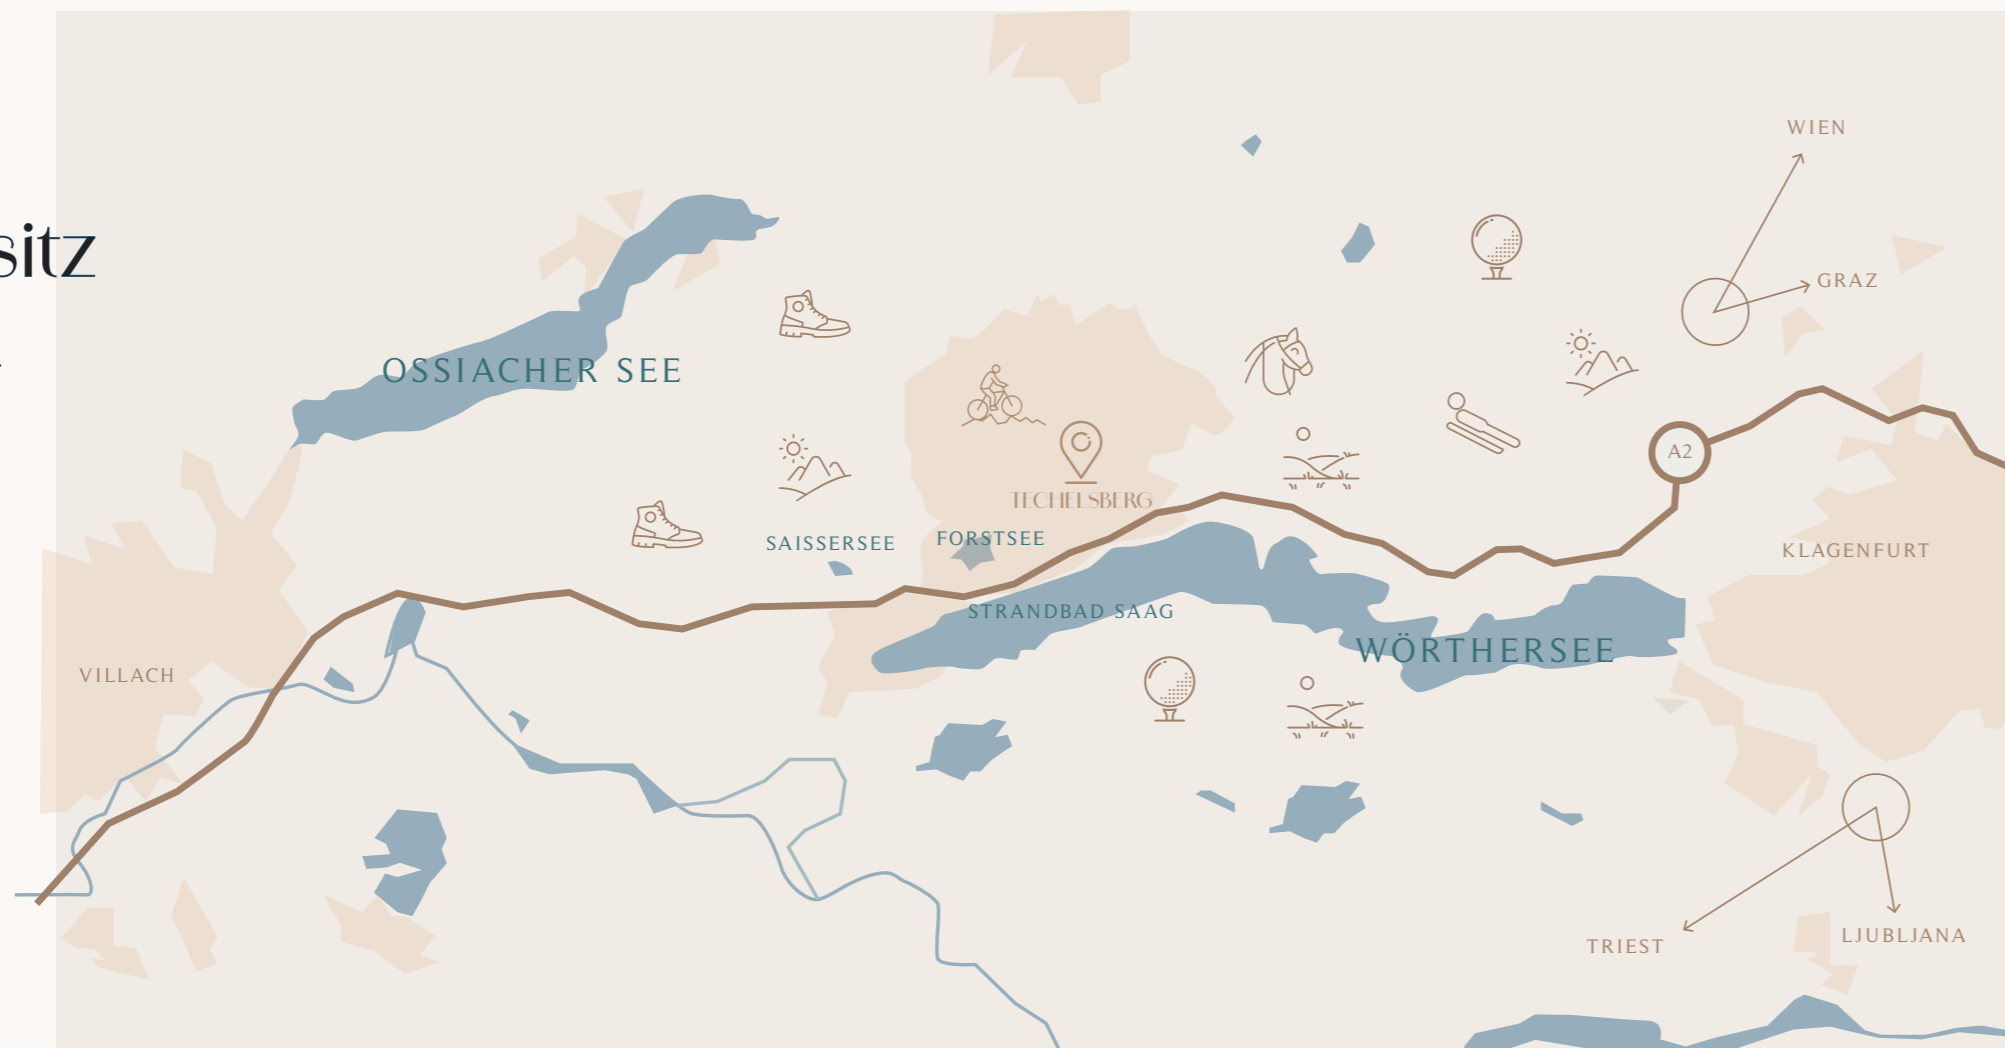 WIEN
sitz
GRAZ
OSSIACHER SEE
A2
TECHELSBERG
SAISSERSEE
FORSTSEE
KLAGENFURT
STRANDBAD SAAG
WÖRTHERSEE
VILLACH
TRIEST
LJUBLJANA